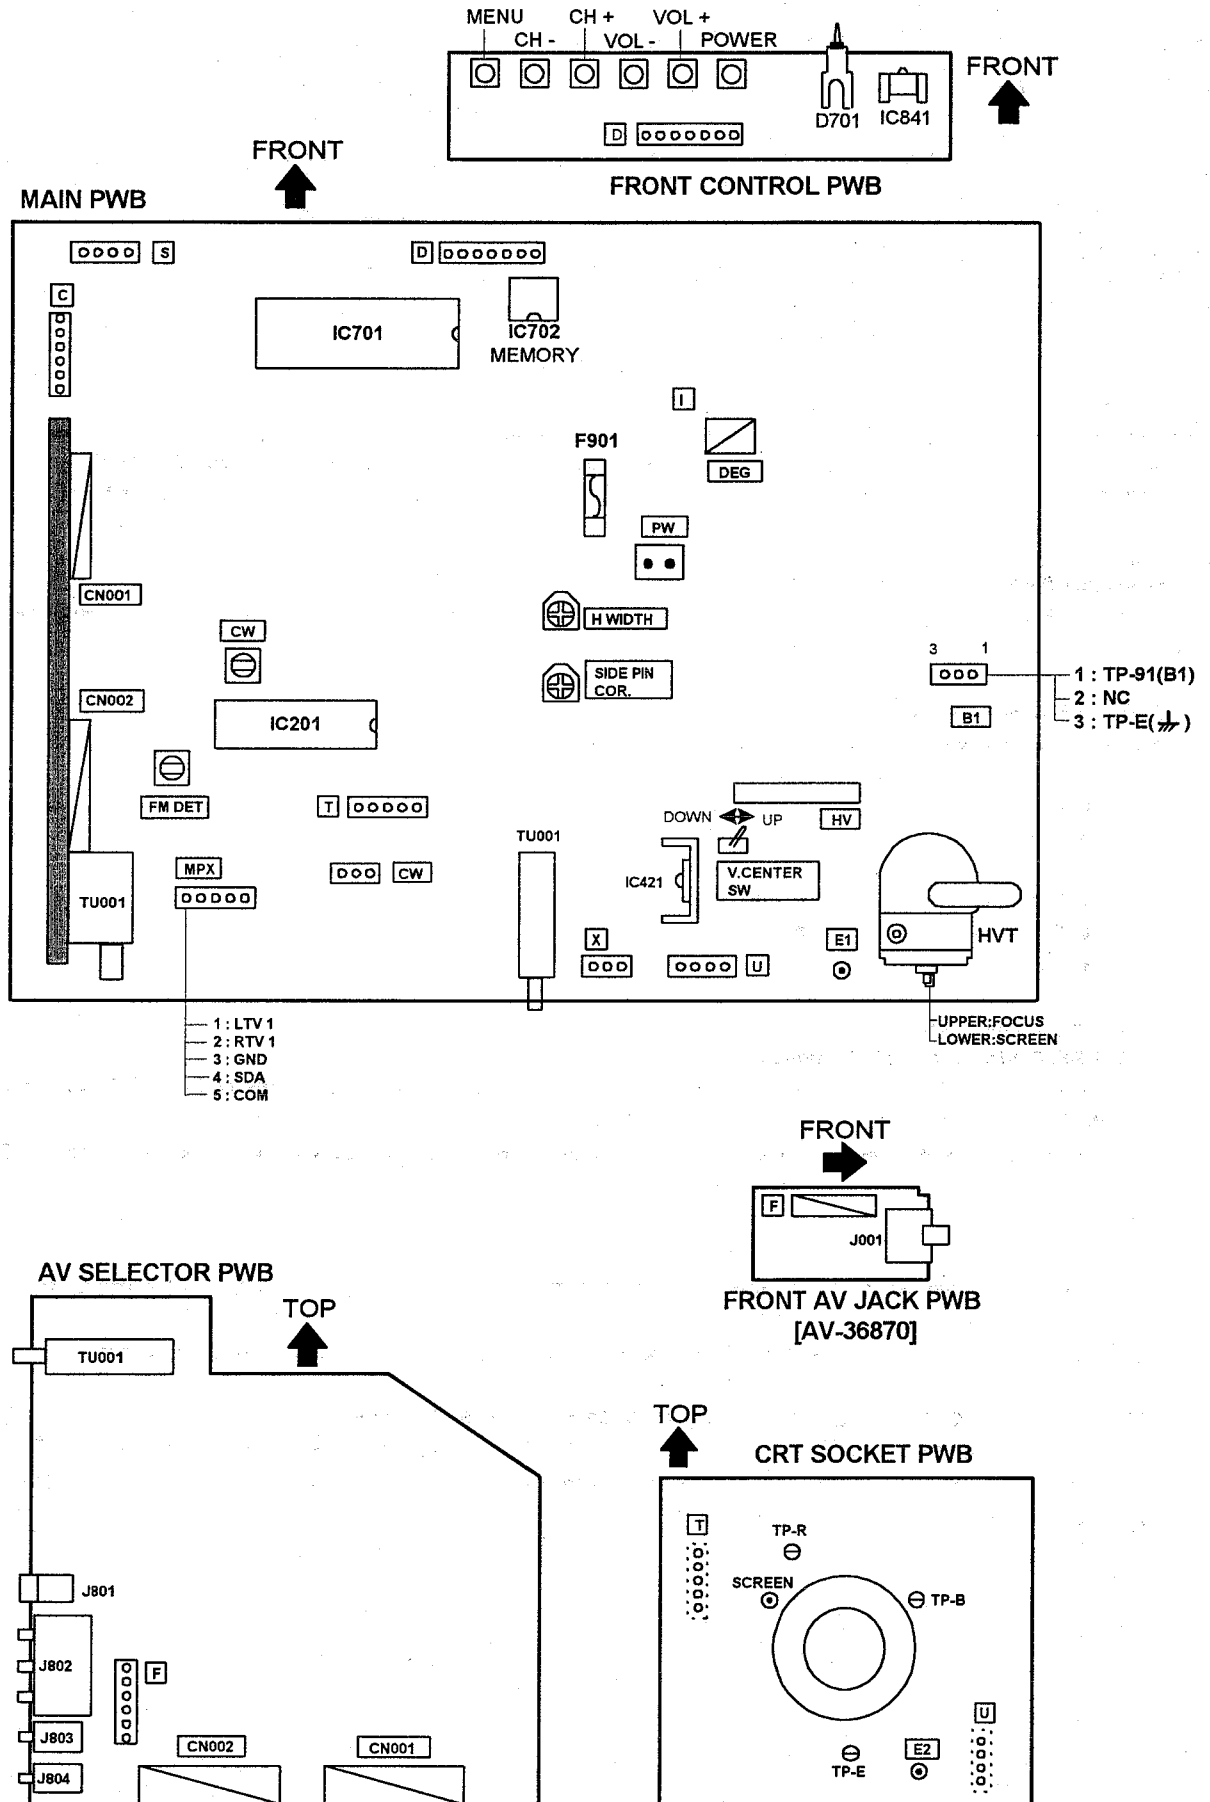 MENU CH + VOL +
CH - VOL - POWER
FRONT
D701 IC841
D
FRONT CONTROL PWB
FRONT
MAIN PWB
S
D
C
IC701
IC702
MEMORY
I
F901
DEG
PW
CN001
H WIDTH
CW
SIDE PIN
COR.
3 1
1 : TP-91(B1)
2 : NC
3 : TP-E( )
B1
CN002
IC201
FM DET
T
DOWN UP
HV
TU001
MPX
CW
IC421
V.CENTER
SW
TU001
X
U
E1
HVT
UPPER:FOCUS
LOWER:SCREEN
1 : LTV 1
2 : RTV 1
3 : GND
4 : SDA
5 : COM
FRONT
F
J001
FRONT AV JACK PWB
[AV-36870]
AV SELECTOR PWB
TOP
TU001
J801
J802
F
J803
J804
CN002
CN001
TOP
CRT SOCKET PWB
T
TP-R
SCREEN
TP-B
U
TP-E
E2